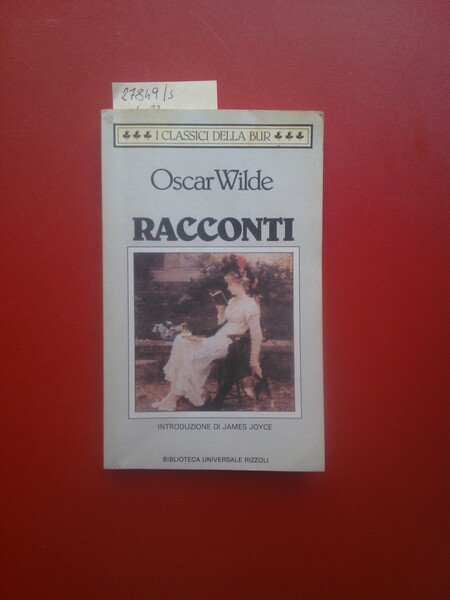 27849/s
I CLASSICI DELLA BUR
Oscar Wilde
RACCONTI
INTRODUZIONE DI JAMES JOYCE
BIBLIOTECA UNIVERSALE RIZZOLI